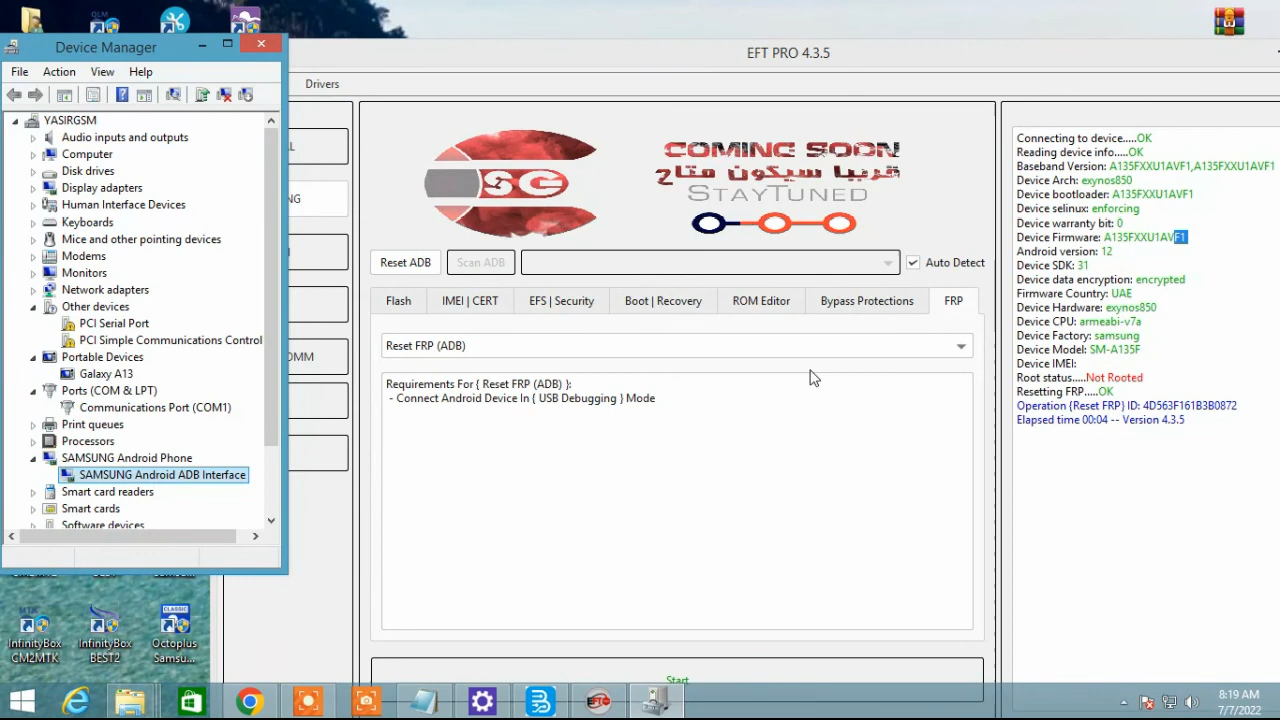 Device Manager
File Action View Help
YASIRGSM
Audio inputs and outputs
Computer
Disk drives
Display adapters
Human Interface Devices
Keyboards
Mice and other pointing devices
Modems
Monitors
Network adapters
Other devices
PCI Serial Port
PCI Simple Communications Control
Portable Devices
Galaxy A13
Ports (COM & LPT)
Communications Port (COM1)
Print queues
Processors
SAMSUNG Android Phone
SAMSUNG Android ADB Interface
Smart card readers
Smart cards
Software devices
EFT PRO 4.3.5
Drivers
AL
NG
OMM
COMING SOON
قريبا سيكون متاح
STAYTUNED
Reset ADB Scan ADB Auto Detect
Flash IMEI | CERT EFS | Security Boot | Recovery ROM Editor Bypass Protections FRP
Reset FRP (ADB)
Requirements For { Reset FRP (ADB) }:
- Connect Android Device In { USB Debugging } Mode
Start
Connecting to device.....OK
Reading device info...OK
Baseband Version: A135FXXU1AVF1,A135FXXU1AVF1
Device Arch: exynos850
Device bootloader: A135FXXU1AVF1
Device selinux: enforcing
Device warranty bit: 0
Device Firmware: A135FXXU1AVF1
Android version: 12
Device SDK: 31
Device data encryption: encrypted
Firmware Country: UAE
Device Hardware: exynos850
Device CPU: armeabi-v7a
Device Factory: samsung
Device Model: SM-A135F
Device IMEI:
Root status....Not Rooted
Resetting FRP.....OK
Operation {Reset FRP} ID: 4D563F161B3B0872
Elapsed time 00:04 -- Version 4.3.5
InfinityBox
CM2MTK
InfinityBox
BEST2
Octoplus
Samsu...
8:19 AM
7/7/2022